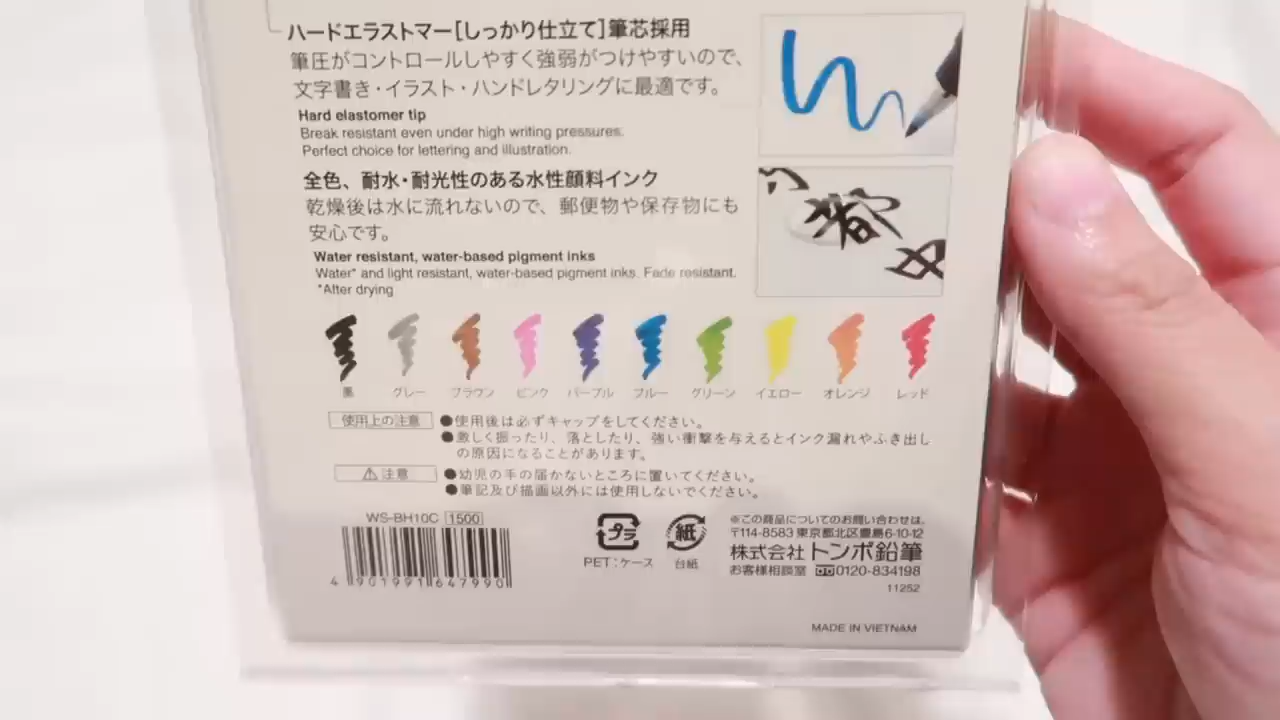 ハードエラストマー[しっかり仕立て]筆芯採用
筆圧がコントロールしやすく強弱がつけやすいので、
文字書き・イラスト・ハンドレタリングに最適です。
Hard elastomer tip
Break resistant even under high writing pressures.
Perfect choice for lettering and illustration.
全色、耐水・耐光性のある水性顔料インク
乾燥後は水に流れないので、郵便物や保存物にも
安心です。
Water resistant, water-based pigment inks
Water* and light resistant, water-based pigment inks. Fade resistant.
*After drying
都
黒 グレー ブラウン ピンク パープル ブルー グリーン イエロー オレンジ レッド
使用上の注意 ●使用後は必ずキャップをしてください。
●激しく振ったり、落としたり、強い衝撃を与えるとインク漏れやふき出し
の原因になることがあります。
⚠注意 ●幼児の手の届かないところに置いてください。
●筆記及び描画以外には使用しないでください。
WS-BH10C 1500
4 901991 647990
プラ
PET:ケース
紙
台紙
※この商品についてのお問い合わせは、
〒114-8583 東京都北区豊島6-10-12
株式会社 トンボ鉛筆
お客様相談室 0120-834198
11252
MADE IN VIETNAM